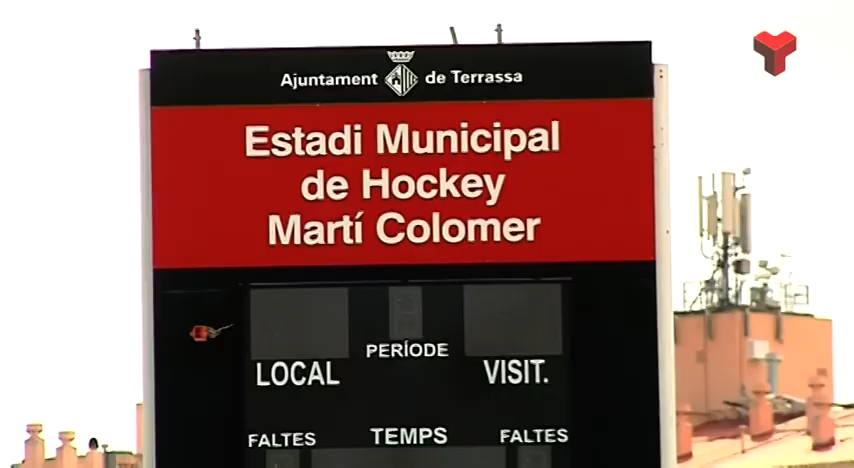 Ajuntament de Terrassa
Estadi Municipal
de Hockey
Martí Colomer
PERÍODE
LOCAL VISIT.
FALTES TEMPS FALTES